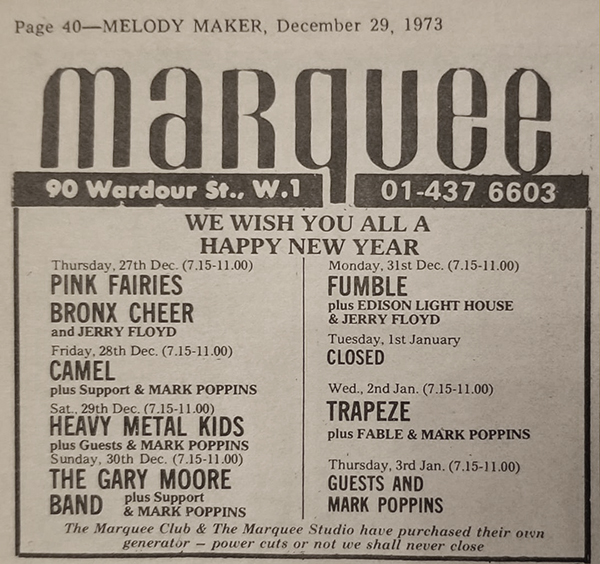 Page 40—MELODY MAKER, December 29, 1973
marquee
90 Wardour St., W.1
01-437 6603
WE WISH YOU ALL A
HAPPY NEW YEAR
Thursday, 27th Dec. (7.15-11.00)
PINK FAIRIES
BRONX CHEER
and JERRY FLOYD
Friday, 28th Dec. (7.15-11.00)
CAMEL
plus Support & MARK POPPINS
Sat., 29th Dec. (7.15-11.00)
HEAVY METAL KIDS
plus Guests & MARK POPPINS
Sunday, 30th Dec. (7.15-11.00)
THE GARY MOORE
BAND plus Support
& MARK POPPINS
Monday, 31st Dec. (7.15-11.00)
FUMBLE
plus EDISON LIGHT HOUSE
& JERRY FLOYD
Tuesday, 1st January
CLOSED
Wed., 2nd Jan. (7.15-11.00)
TRAPEZE
plus FABLE & MARK POPPINS
Thursday, 3rd Jan. (7.15-11.00)
GUESTS AND
MARK POPPINS
The Marquee Club & The Marquee Studio have purchased their own
generator – power cuts or not we shall never close